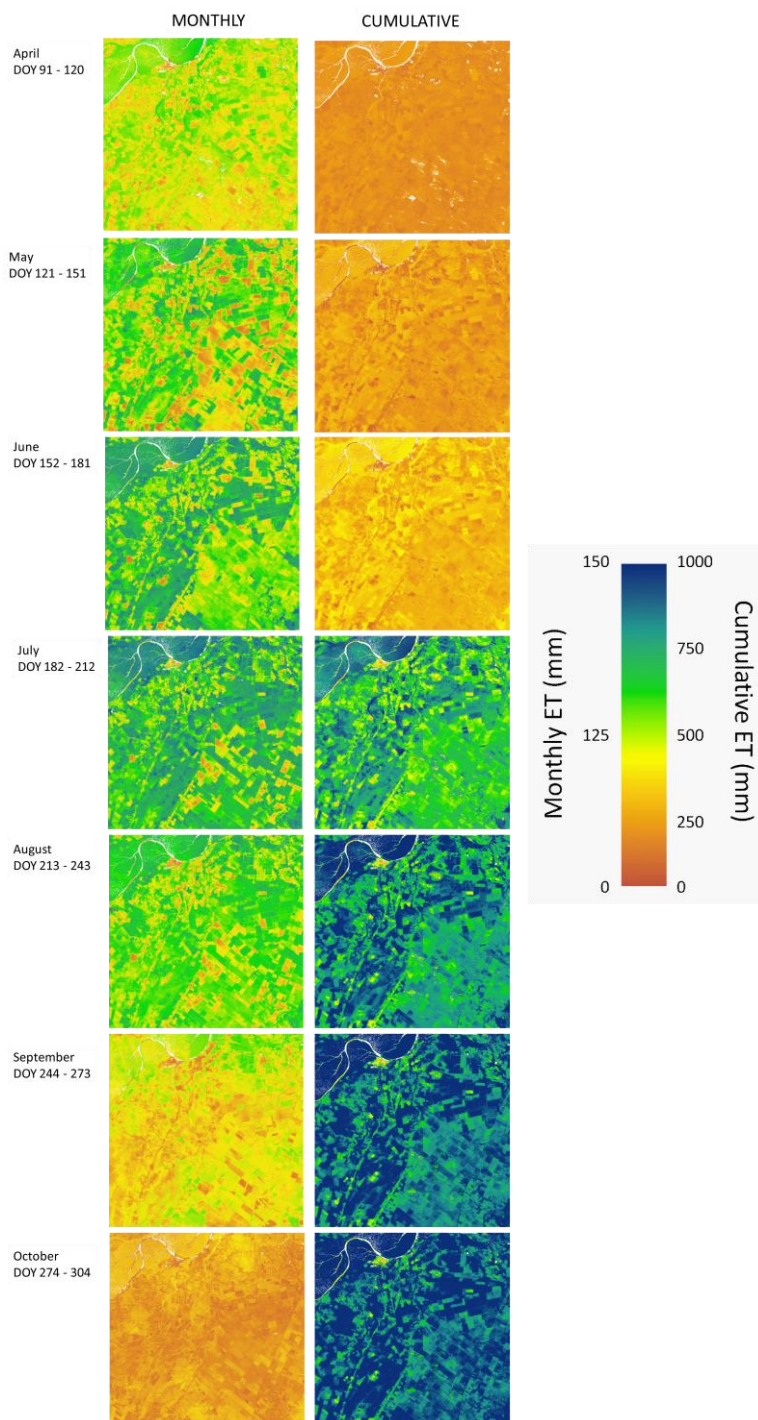 MONTHLY
CUMULATIVE
April
DOY 91 - 120
May
DOY 121 - 151
June
DOY 152 - 181
July
DOY 182 - 212
August
DOY 213 - 243
September
DOY 244 - 273
October
DOY 274 - 304
Monthly ET (mm)
150
125
0
1000
750
500
250
0
Cumulative ET (mm)